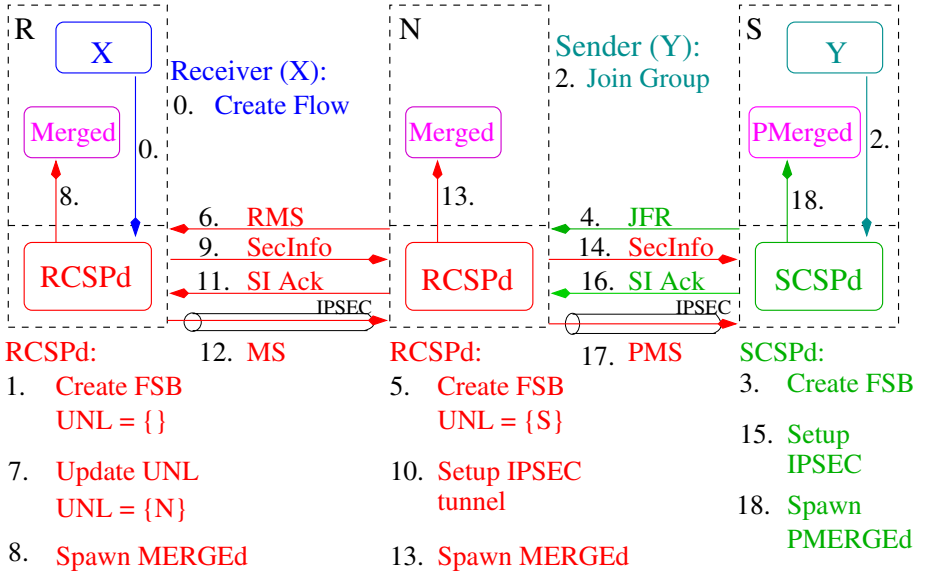 R
X
Receiver (X):
0. Create Flow
N
Sender (Y):
2. Join Group
S
Y
Merged
0.
8.
Merged
13.
PMerged
2.
18.
6. RMS
9. SecInfo
11. SI Ack
IPSEC
12. MS
4. JFR
14. SecInfo
16. SI Ack
IPSEC
17. PMS
RCSPd
RCSPd
SCSPd
RCSPd:
1. Create FSB
UNL = {}
7. Update UNL
UNL = {N}
8. Spawn MERGEd
RCSPd:
5. Create FSB
UNL = {S}
10. Setup IPSEC
tunnel
13. Spawn MERGEd
SCSPd:
3. Create FSB
15. Setup
IPSEC
18. Spawn
PMERGEd